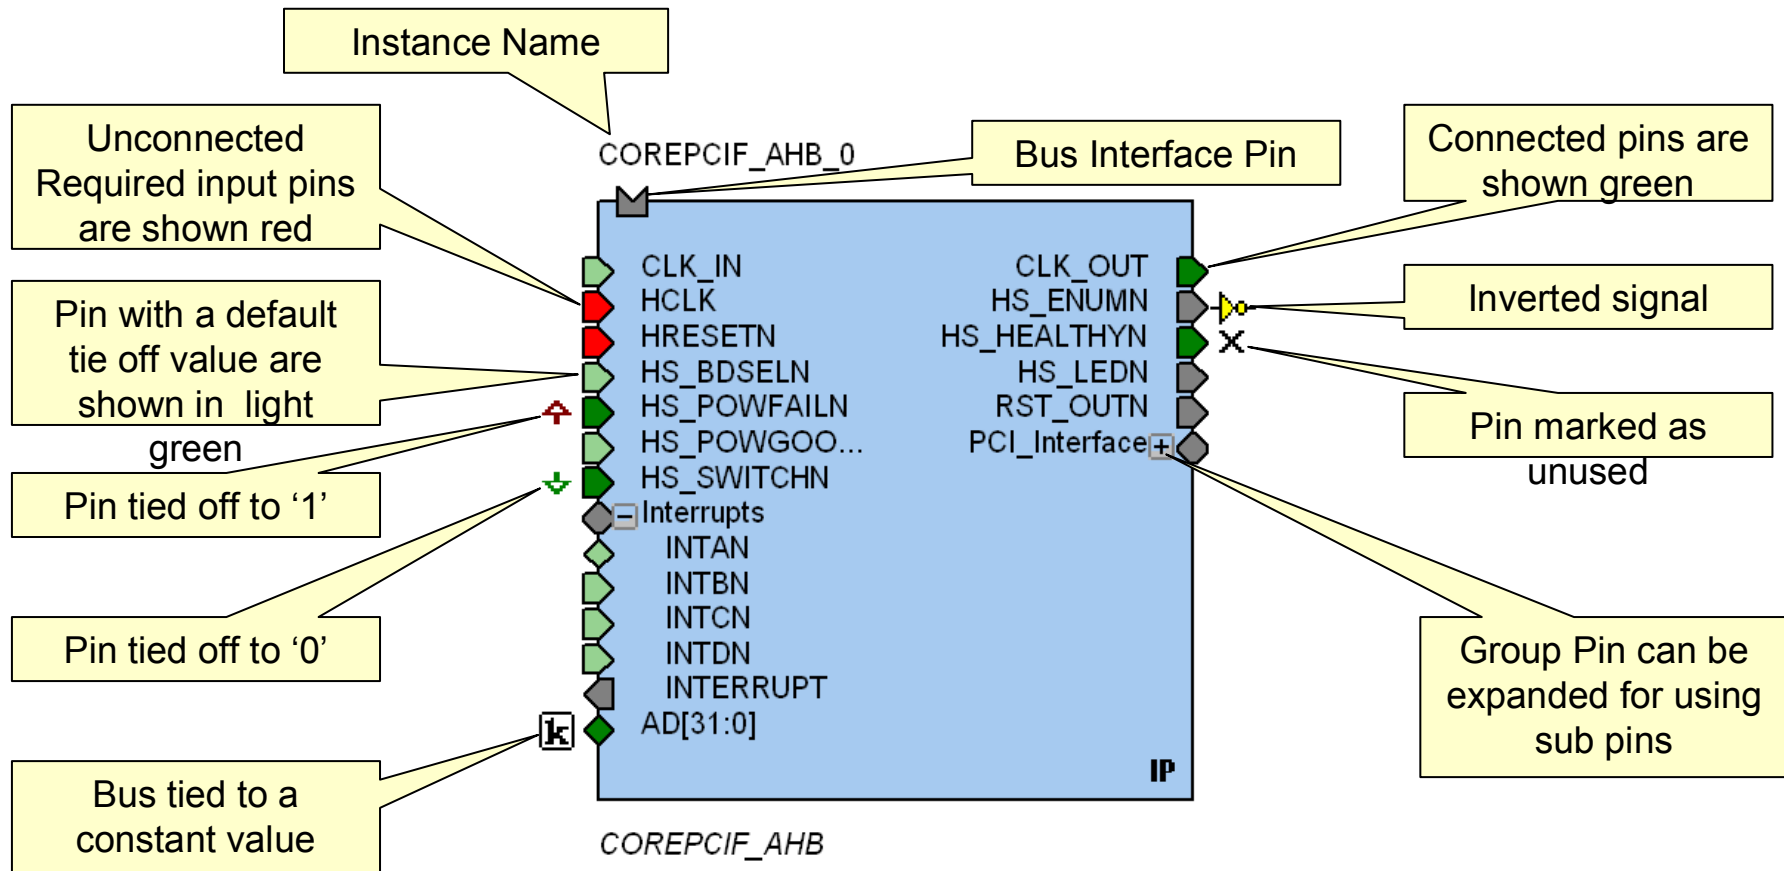 Instance Name
Unconnected
Required input pins
are shown red
COREPCIF_AHB_0
Bus Interface Pin
Connected pins are
shown green
Pin with a default
tie off value are
shown in light
green
Inverted signal
Pin marked as
unused
Pin tied off to ‘1’
Pin tied off to ‘0’
Bus tied to a
constant value
Group Pin can be
expanded for using
sub pins
CLK_IN
HCLK
HRESETN
HS_BDSELN
HS_POWFAILN
HS_POWGOO...
HS_SWITCHN
Interrupts
INTAN
INTBN
INTCN
INTDN
INTERRUPT
k
AD[31:0]
CLK_OUT
HS_ENUMN
HS_HEALTHYN
HS_LEDN
RST_OUTN
PCI_Interface
IP
COREPCIF_AHB